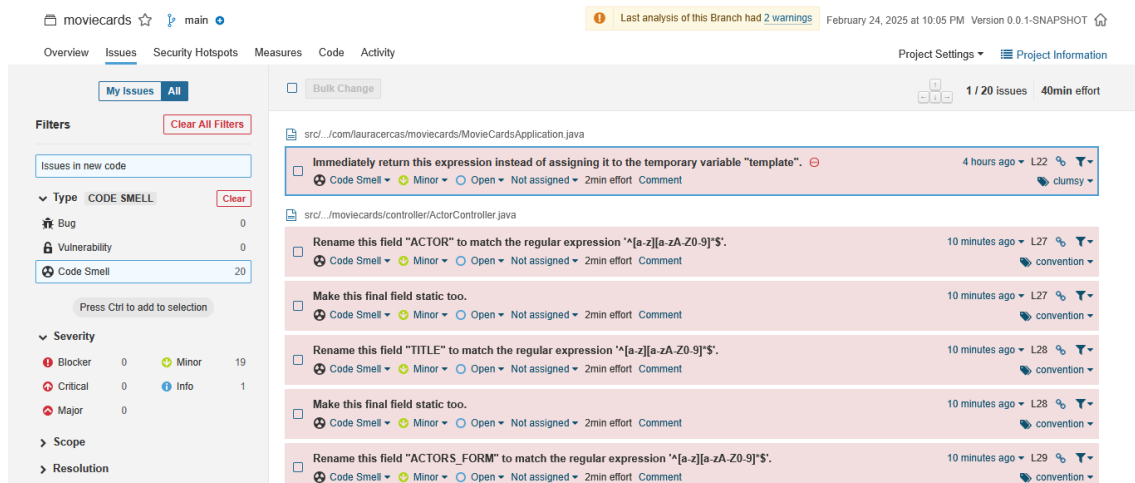 moviecards main Last analysis of this Branch had 2 warnings February 24, 2025 at 10:05 PM Version 0.0.1-SNAPSHOT
Overview Issues Security Hotspots Measures Code Activity Project Settings Project Information
My Issues All
Bulk Change
1 / 20 issues 40min effort
Filters
Clear All Filters
Issues in new code
Type CODE SMELL Clear
Bug 0
Vulnerability 0
Code Smell 20
Press Ctrl to add to selection
Severity
Blocker 0 Minor 19
Critical 0 Info 1
Major 0
Scope
Resolution
src/.../com/lauracercas/moviecards/MovieCardsApplication.java
Immediately return this expression instead of assigning it to the temporary variable "template". 4 hours ago L22
Code Smell Minor Open Not assigned 2min effort Comment clumsy
src/.../moviecards/controller/ActorController.java
Rename this field "ACTOR" to match the regular expression '^[a-z][a-zA-Z0-9]*$'. 10 minutes ago L27
Code Smell Minor Open Not assigned 2min effort Comment convention
Make this final field static too. 10 minutes ago L27
Code Smell Minor Open Not assigned 2min effort Comment convention
Rename this field "TITLE" to match the regular expression '^[a-z][a-zA-Z0-9]*$'. 10 minutes ago L28
Code Smell Minor Open Not assigned 2min effort Comment convention
Make this final field static too. 10 minutes ago L28
Code Smell Minor Open Not assigned 2min effort Comment convention
Rename this field "ACTORS_FORM" to match the regular expression '^[a-z][a-zA-Z0-9]*$'. 10 minutes ago L29
Code Smell Minor Open Not assigned 2min effort Comment convention